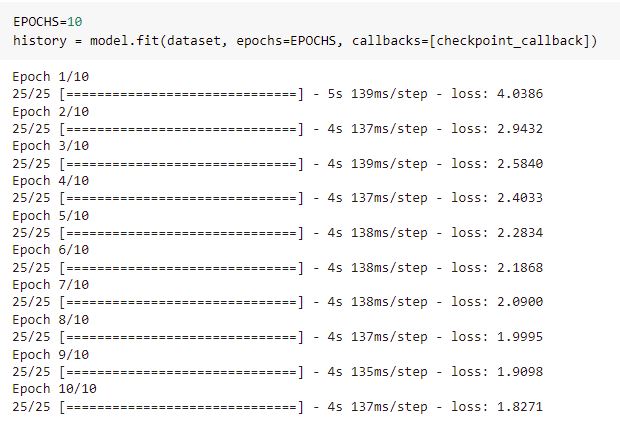 EPOCHS=10
history = model.fit(dataset, epochs=EPOCHS, callbacks=[checkpoint_callback])
Epoch 1/10
25/25 [==============================] - 5s 139ms/step - loss: 4.0386
Epoch 2/10
25/25 [==============================] - 4s 137ms/step - loss: 2.9432
Epoch 3/10
25/25 [==============================] - 4s 139ms/step - loss: 2.5840
Epoch 4/10
25/25 [==============================] - 4s 137ms/step - loss: 2.4033
Epoch 5/10
25/25 [==============================] - 4s 138ms/step - loss: 2.2834
Epoch 6/10
25/25 [==============================] - 4s 138ms/step - loss: 2.1868
Epoch 7/10
25/25 [==============================] - 4s 138ms/step - loss: 2.0900
Epoch 8/10
25/25 [==============================] - 4s 137ms/step - loss: 1.9995
Epoch 9/10
25/25 [==============================] - 4s 135ms/step - loss: 1.9098
Epoch 10/10
25/25 [==============================] - 4s 137ms/step - loss: 1.8271